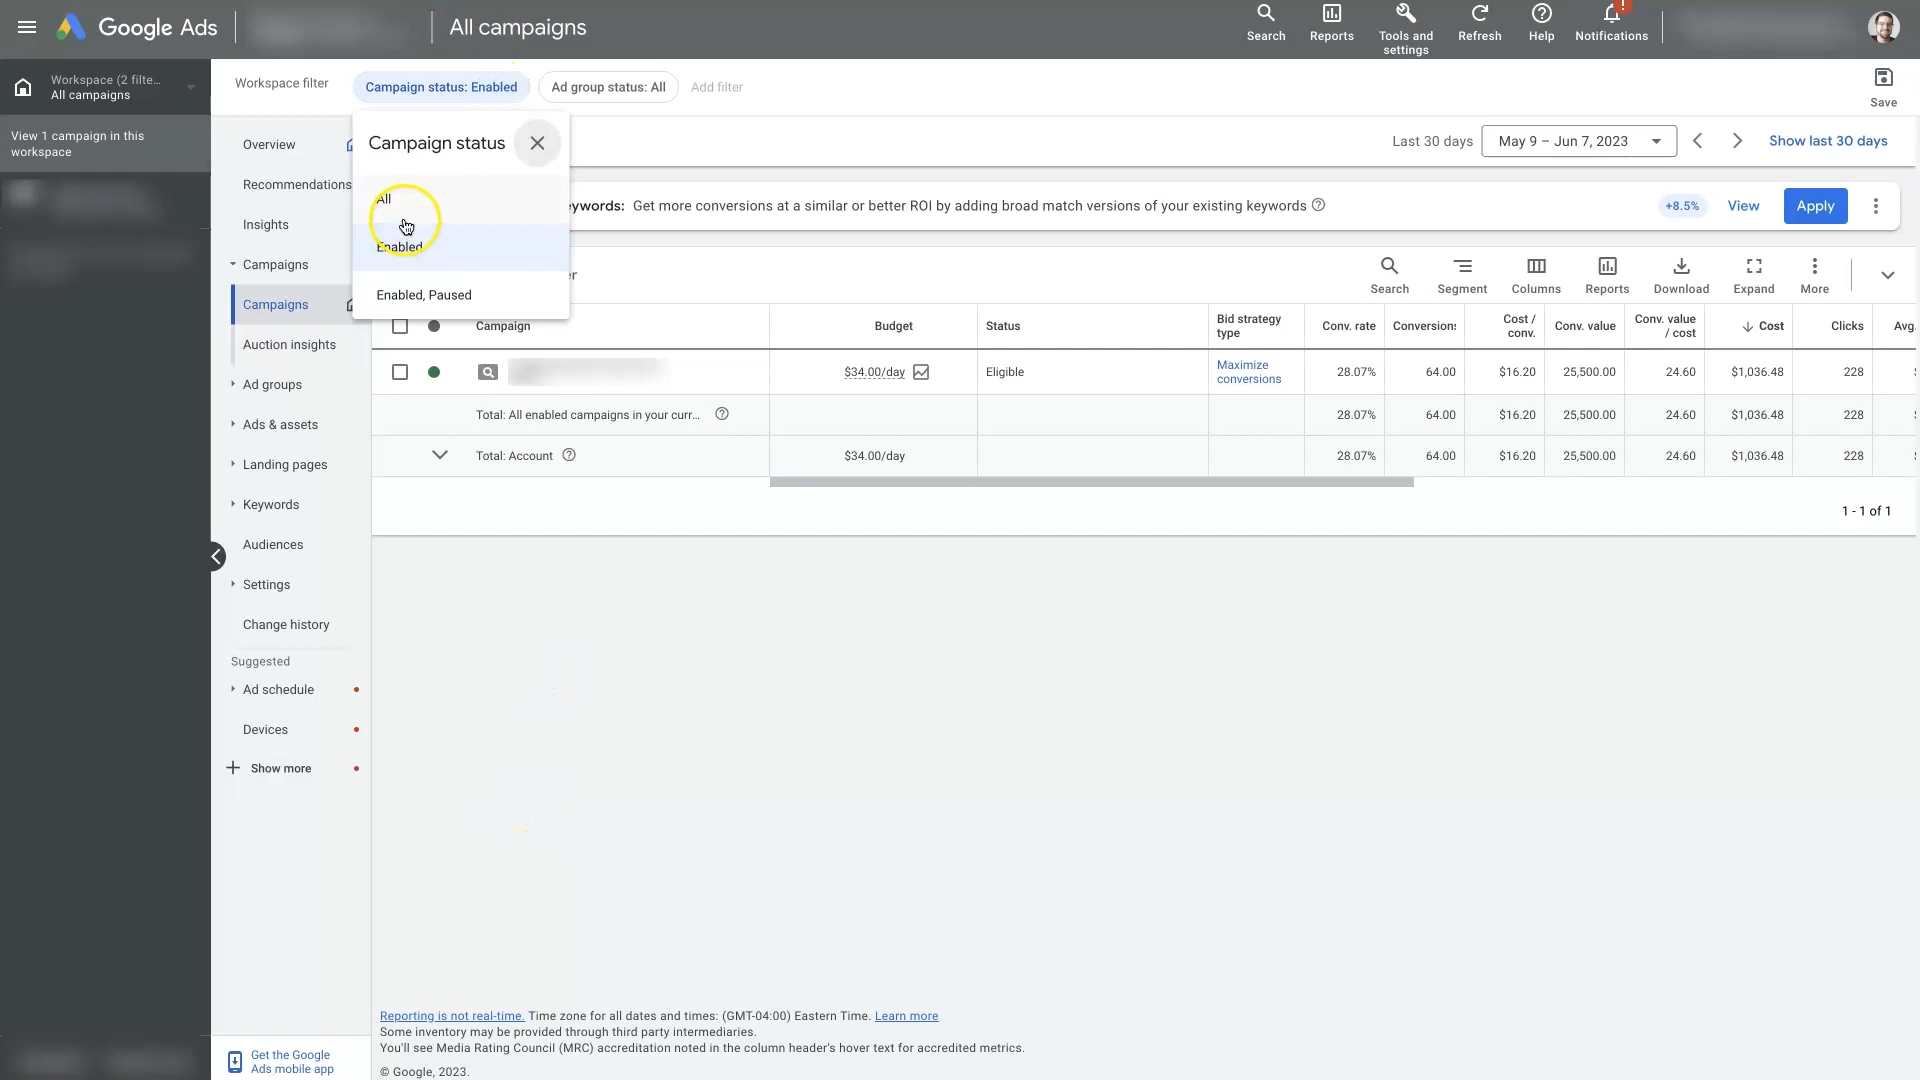 Google Ads
All campaigns
Search
Reports
Tools and
settings
Refresh
Help
Notifications
Workspace (2 filte...
All campaigns
View 1 campaign in this
workspace
Workspace filter
Campaign status: Enabled
Ad group status: All
Add filter
Save
Campaign status
All
Enabled
Enabled, Paused
Last 30 days
May 9 – Jun 7, 2023
Show last 30 days
eywords: Get more conversions at a similar or better ROI by adding broad match versions of your existing keywords
+8.5%
View
Apply
Overview
Recommendations
Insights
Campaigns
Campaigns
Auction insights
Ad groups
Ads & assets
Landing pages
Keywords
Audiences
Settings
Change history
Suggested
Ad schedule
Devices
Show more
Get the Google
Ads mobile app
er
Search
Segment
Columns
Reports
Download
Expand
More
Campaign Budget Status Bid strategy type Conv. rate Conversions Cost / conv. Conv. value Conv. value / cost Cost Clicks Avg.
$34.00/day Eligible Maximize conversions 28.07% 64.00 $16.20 25,500.00 24.60 $1,036.48 228
Total: All enabled campaigns in your curr... 28.07% 64.00 $16.20 25,500.00 24.60 $1,036.48 228
Total: Account $34.00/day 28.07% 64.00 $16.20 25,500.00 24.60 $1,036.48 228
1 - 1 of 1
Reporting is not real-time. Time zone for all dates and times: (GMT-04:00) Eastern Time. Learn more
Some inventory may be provided through third party intermediaries.
You'll see Media Rating Council (MRC) accreditation noted in the column header's hover text for accredited metrics.
© Google, 2023.